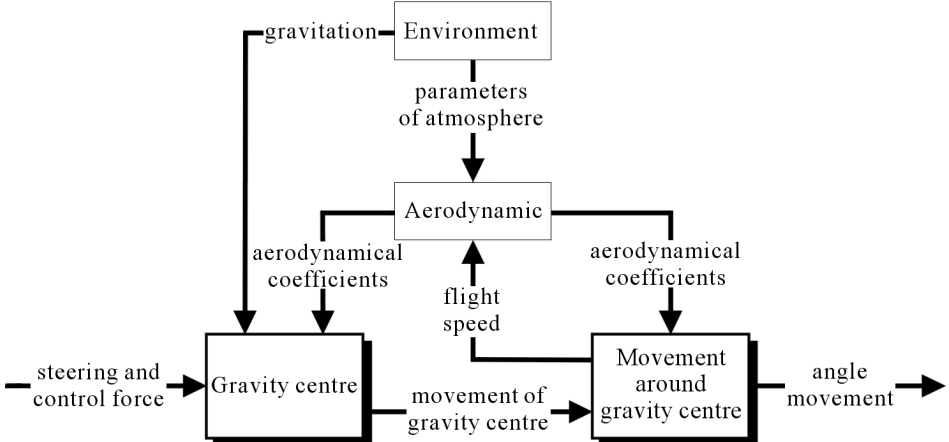 gravitation
Environment
parameters
of atmosphere
Aerodynamic
aerodynamical
coefficients
aerodynamical
coefficients
flight
speed
steering and
control force
Gravity centre
movement of
gravity centre
Movement
around
gravity centre
angle
movement